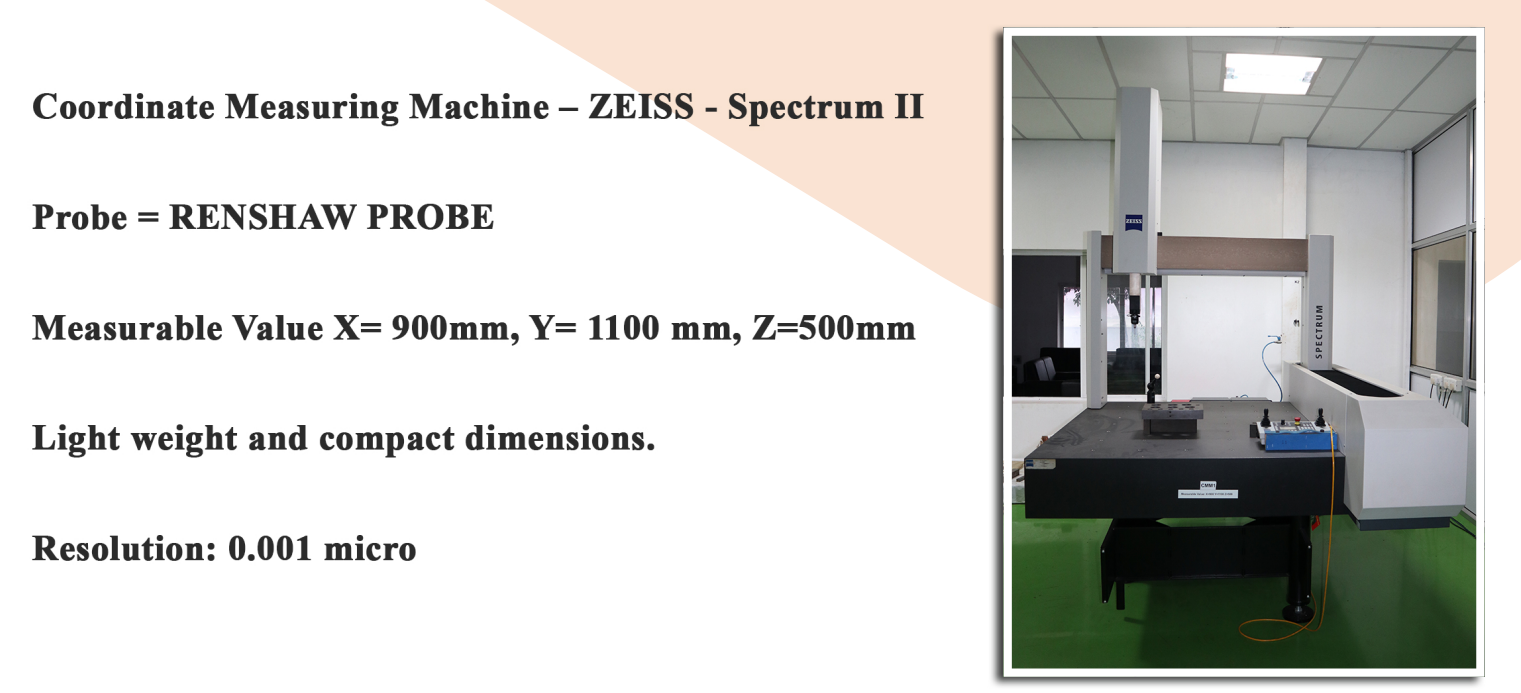 Coordinate Measuring Machine – ZEISS - Spectrum II
Probe = RENSHAW PROBE
Measurable Value X= 900mm, Y= 1100 mm, Z=500mm
Light weight and compact dimensions.
Resolution: 0.001 micro
ZEISS
SPECTRUM
CMM1